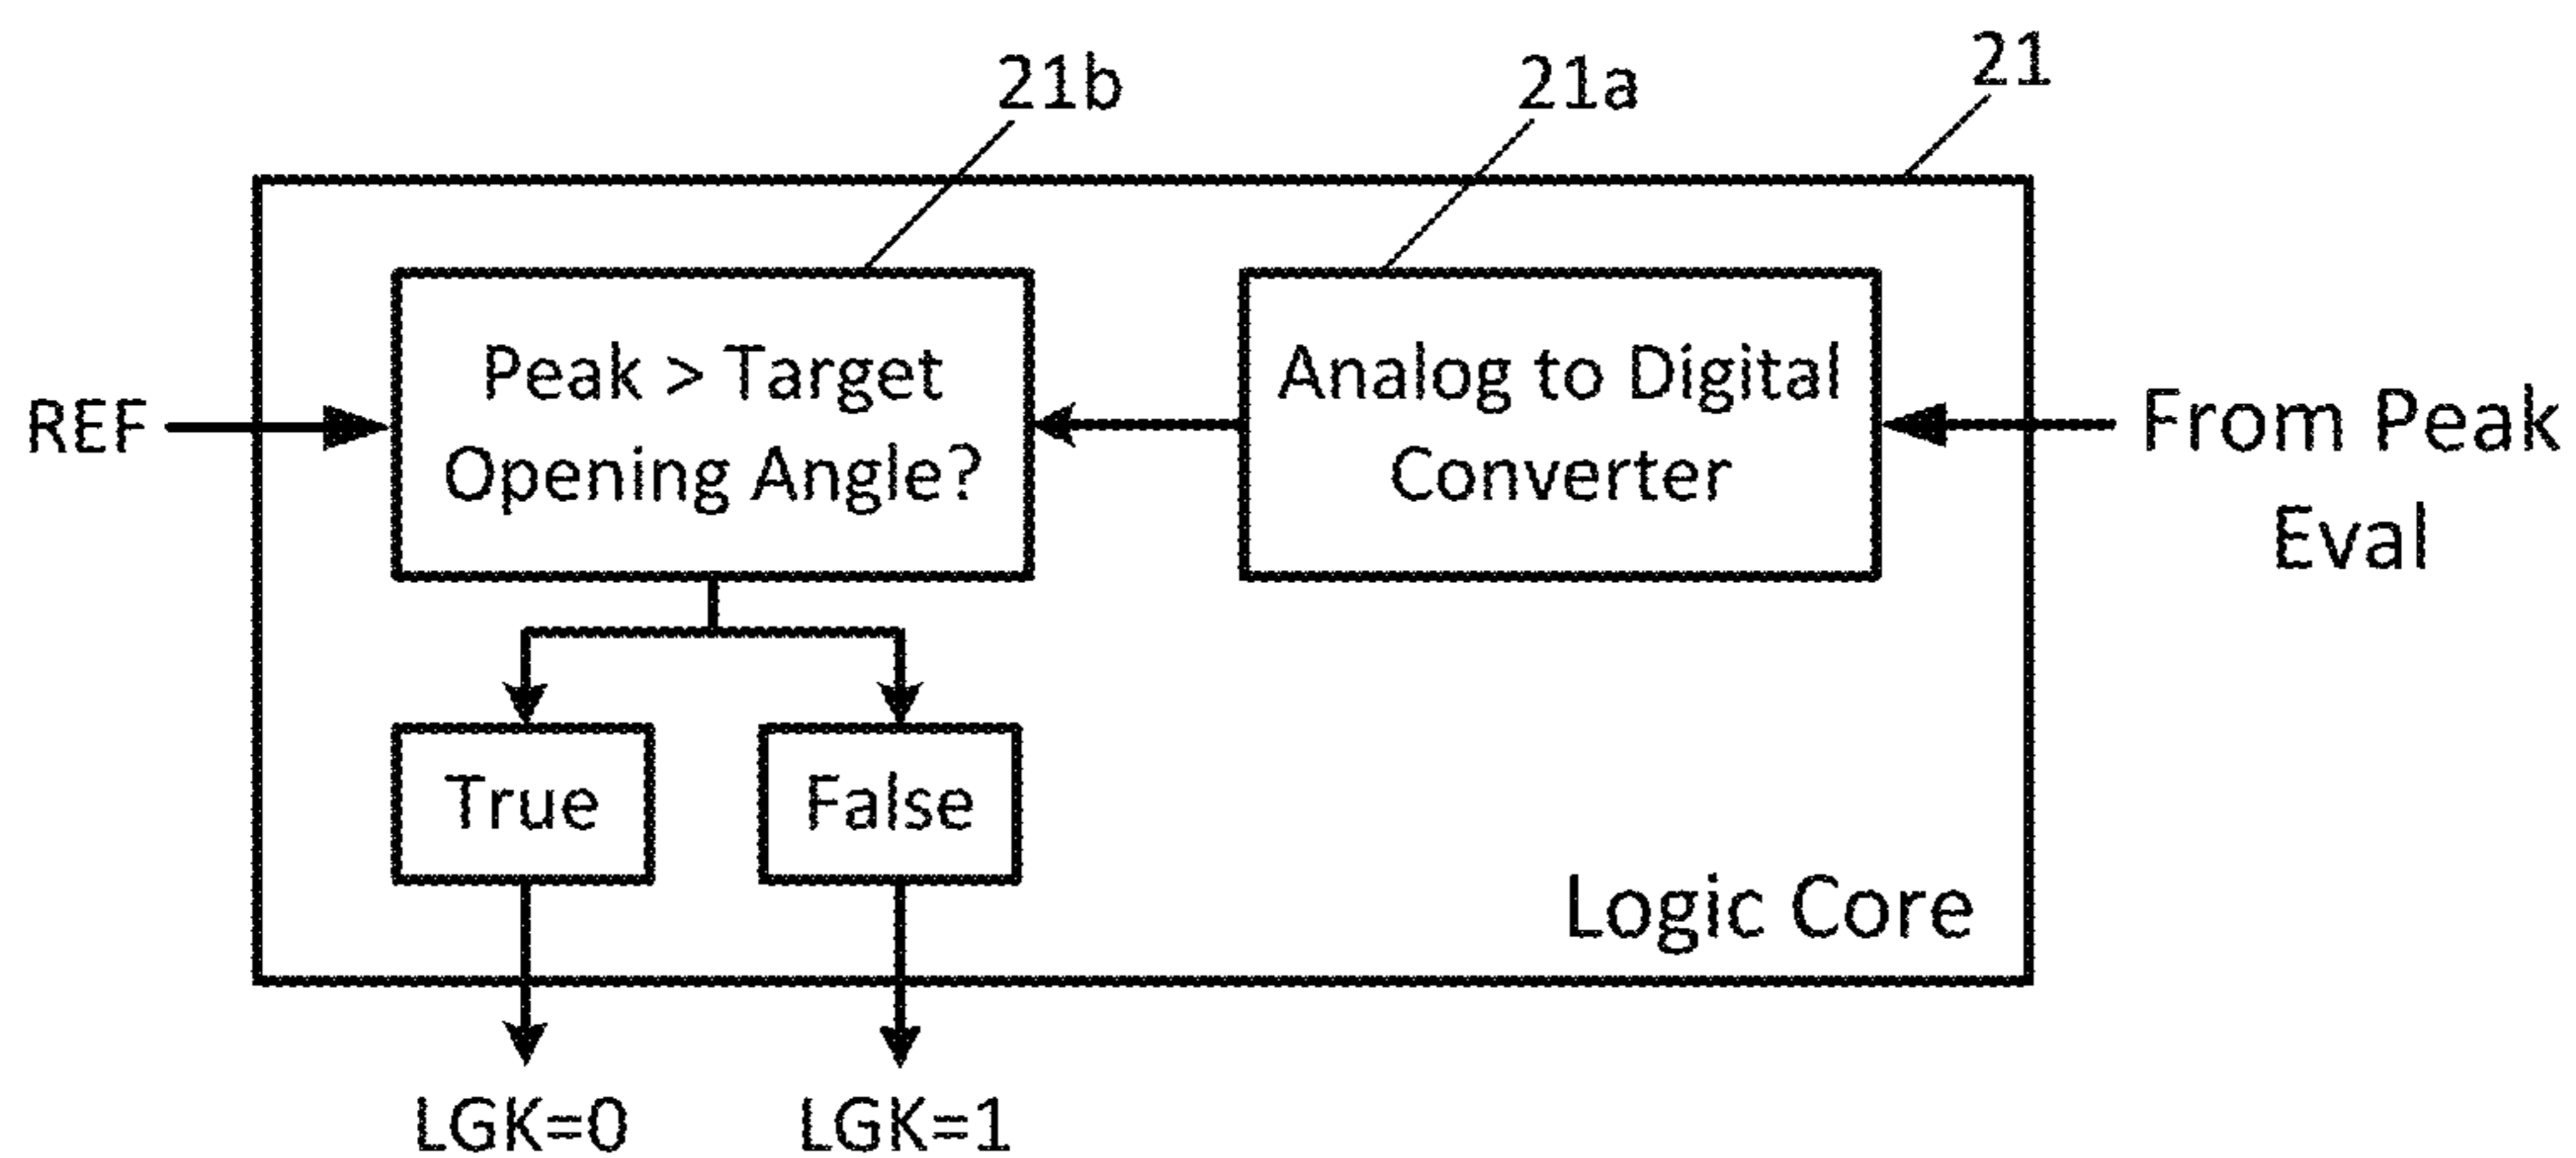 21b
21a
21
REF
Peak > Target
Opening Angle?
Analog to Digital
Converter
From Peak
Eval
True
False
Logic Core
LGK=0
LGK=1